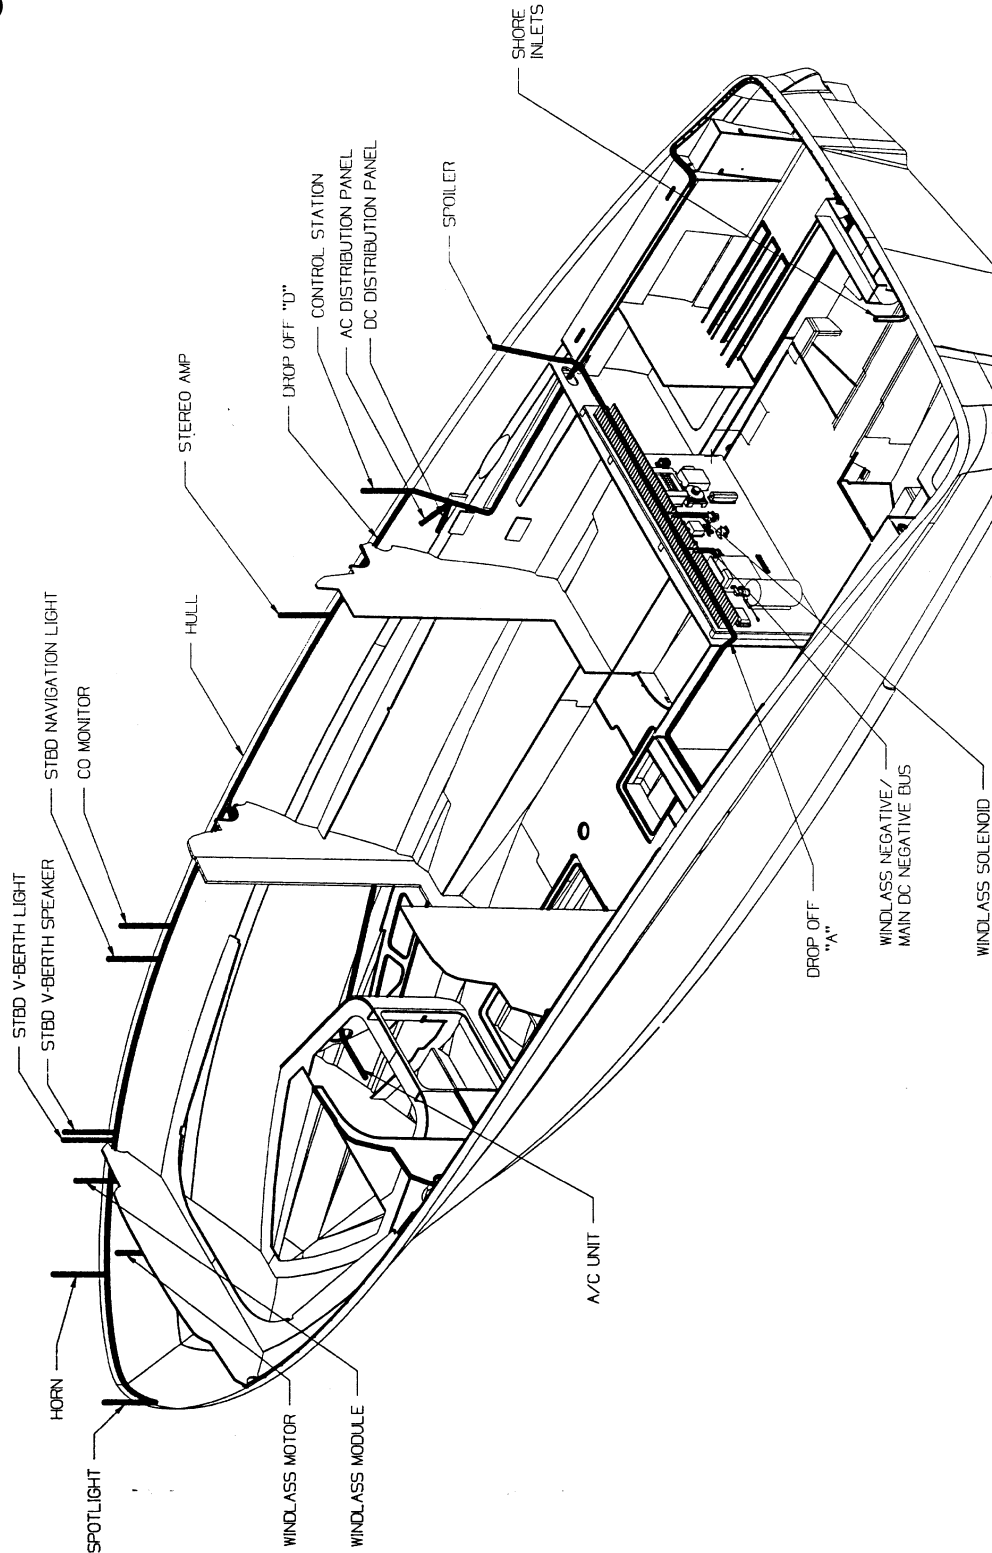 SPOTLIGHT
HORN
STBD V-BERTH LIGHT
STBD V-BERTH SPEAKER
STBD NAVIGATION LIGHT
CO MONITOR
HULL
STEREO AMP
DROP OFF "D"
CONTROL STATION
AC DISTRIBUTION PANEL
DC DISTRIBUTION PANEL
SPOILER
SHORE
INLETS
WINDLASS MOTOR
WINDLASS MODULE
A/C UNIT
DROP OFF
"A"
WINDLASS NEGATIVE/
MAIN DC NEGATIVE BUS
WINDLASS SOLENOID